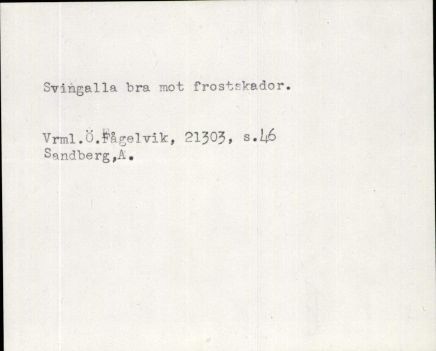 Svingalla bra mot frostskador.
Vrml.Ö.Fågelvik, 21303, s.46
Sandberg,A.